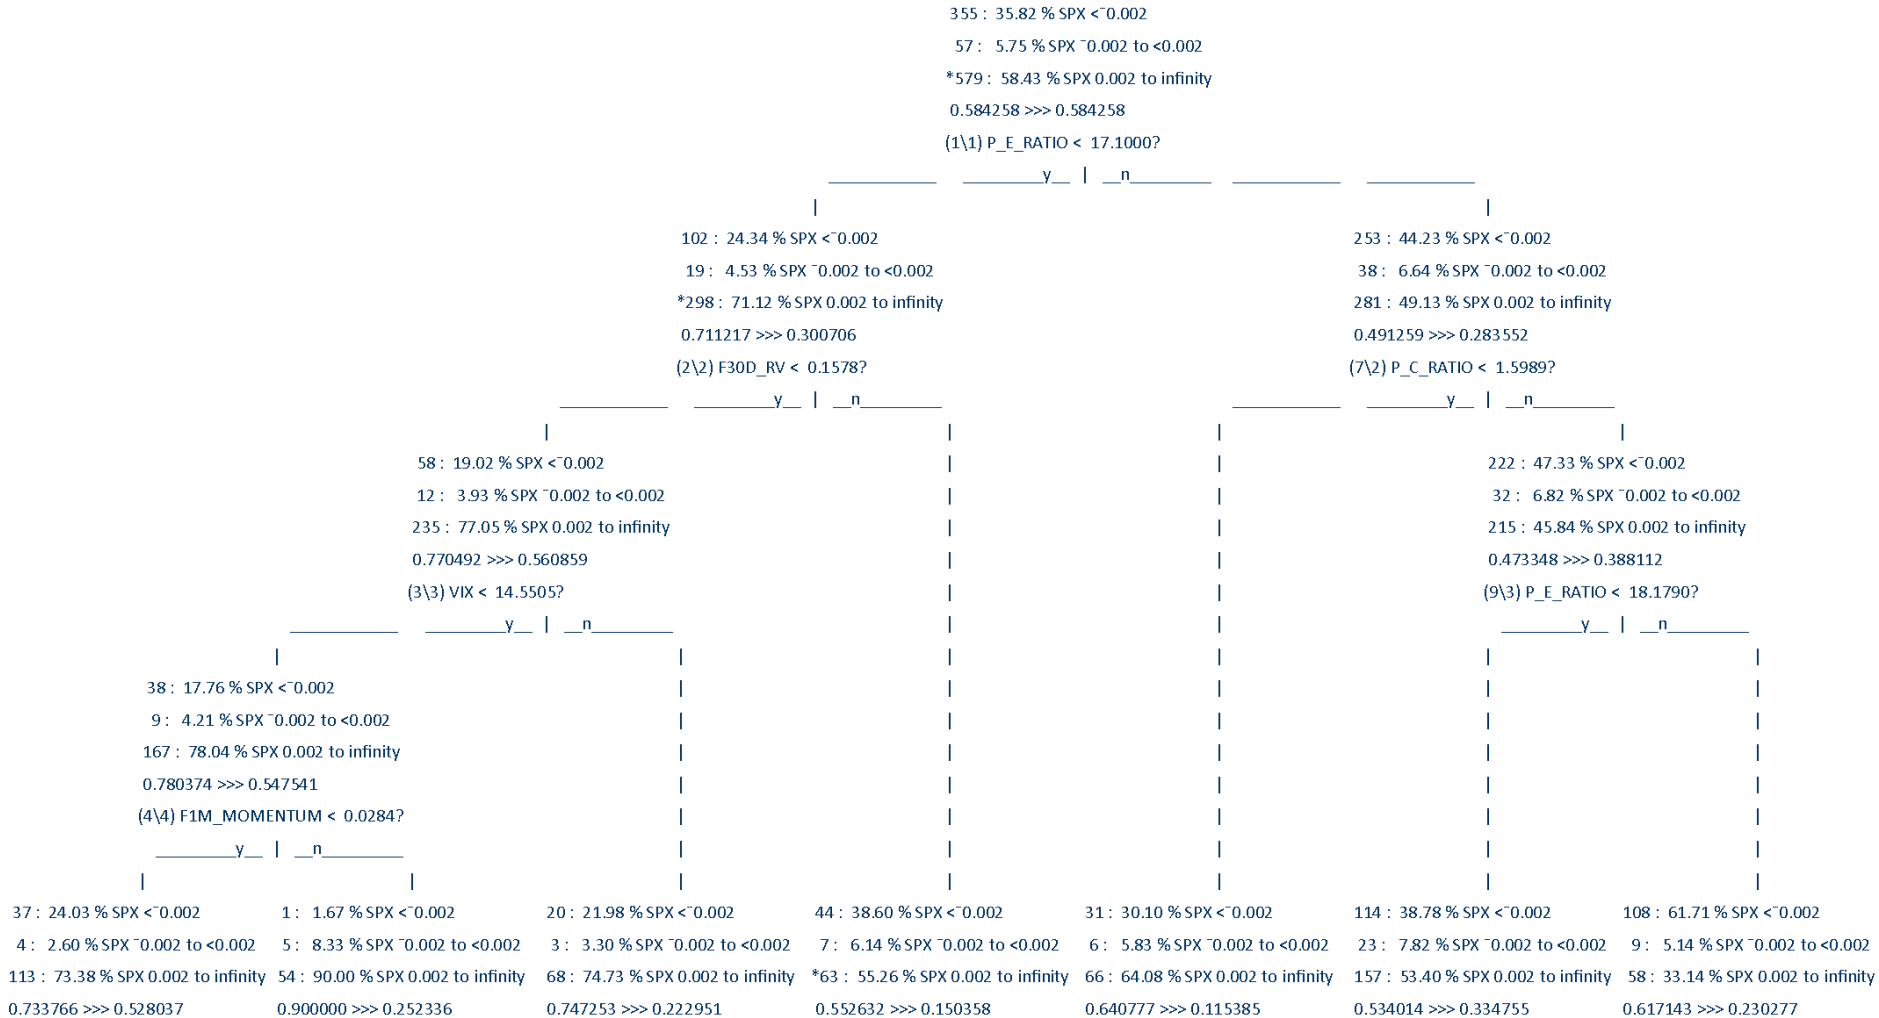 355 : 35.82 % SPX <¯0.002
57 : 5.75 % SPX ¯0.002 to <0.002
*579 : 58.43 % SPX 0.002 to infinity
0.584258 >>> 0.584258
(1\1) P_E_RATIO < 17.1000?
y | n
102 : 24.34 % SPX <¯0.002
19 : 4.53 % SPX ¯0.002 to <0.002
*298 : 71.12 % SPX 0.002 to infinity
0.711217 >>> 0.300706
(2\2) F30D_RV < 0.1578?
y | n
253 : 44.23 % SPX <¯0.002
38 : 6.64 % SPX ¯0.002 to <0.002
281 : 49.13 % SPX 0.002 to infinity
0.491259 >>> 0.283552
(7\2) P_C_RATIO < 1.5989?
y | n
58 : 19.02 % SPX <¯0.002
12 : 3.93 % SPX ¯0.002 to <0.002
235 : 77.05 % SPX 0.002 to infinity
0.770492 >>> 0.560859
(3\3) VIX < 14.5505?
y | n
222 : 47.33 % SPX <¯0.002
32 : 6.82 % SPX ¯0.002 to <0.002
215 : 45.84 % SPX 0.002 to infinity
0.473348 >>> 0.388112
(9\3) P_E_RATIO < 18.1790?
y | n
38 : 17.76 % SPX <¯0.002
9 : 4.21 % SPX ¯0.002 to <0.002
167 : 78.04 % SPX 0.002 to infinity
0.780374 >>> 0.547541
(4\4) F1M_MOMENTUM < 0.0284?
y | n
37 : 24.03 % SPX <¯0.002
4 : 2.60 % SPX ¯0.002 to <0.002
113 : 73.38 % SPX 0.002 to infinity
0.733766 >>> 0.528037
1 : 1.67 % SPX <¯0.002
5 : 8.33 % SPX ¯0.002 to <0.002
54 : 90.00 % SPX 0.002 to infinity
0.900000 >>> 0.252336
20 : 21.98 % SPX <¯0.002
3 : 3.30 % SPX ¯0.002 to <0.002
68 : 74.73 % SPX 0.002 to infinity
0.747253 >>> 0.222951
44 : 38.60 % SPX <¯0.002
7 : 6.14 % SPX ¯0.002 to <0.002
*63 : 55.26 % SPX 0.002 to infinity
0.552632 >>> 0.150358
31 : 30.10 % SPX <¯0.002
6 : 5.83 % SPX ¯0.002 to <0.002
66 : 64.08 % SPX 0.002 to infinity
0.640777 >>> 0.115385
114 : 38.78 % SPX <¯0.002
23 : 7.82 % SPX ¯0.002 to <0.002
157 : 53.40 % SPX 0.002 to infinity
0.534014 >>> 0.334755
108 : 61.71 % SPX <¯0.002
9 : 5.14 % SPX ¯0.002 to <0.002
58 : 33.14 % SPX 0.002 to infinity
0.617143 >>> 0.230277